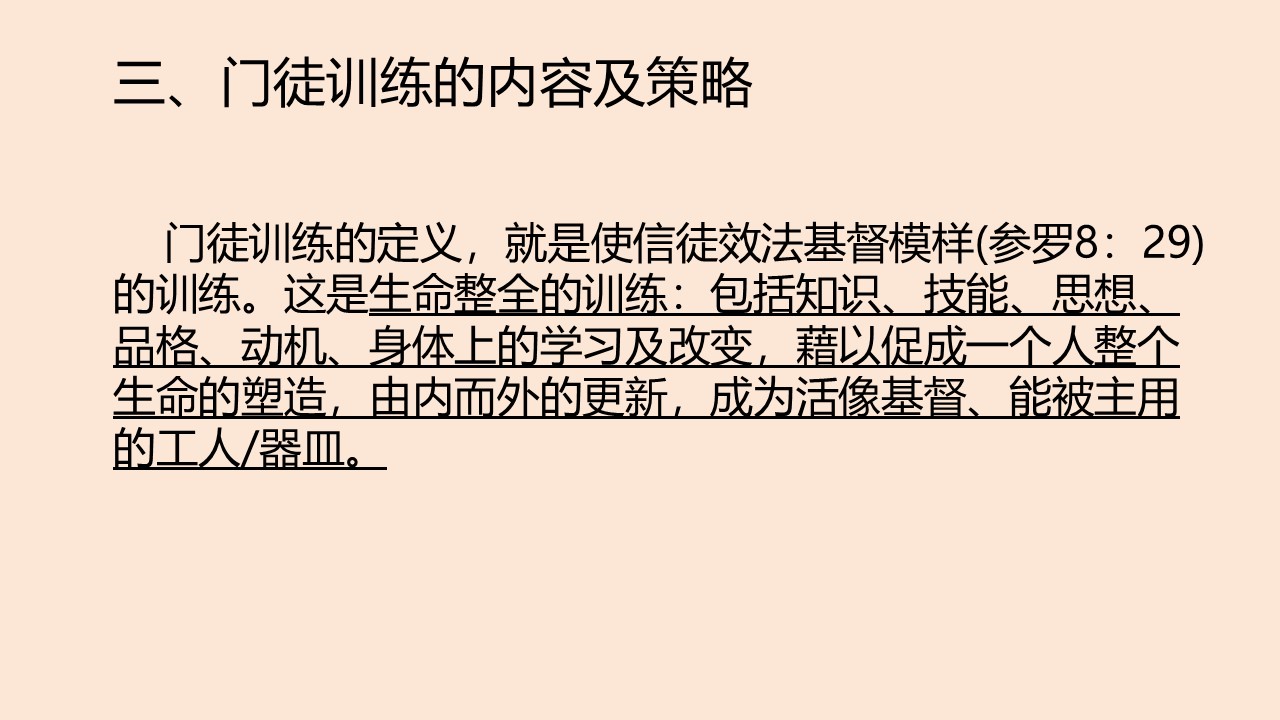 三、门徒训练的内容及策略
门徒训练的定义，就是使信徒效法基督模样(参罗8：29)
的训练。这是生命整全的训练：包括知识、技能、思想、
品格、动机、身体上的学习及改变，藉以促成一个人整个
生命的塑造，由内而外的更新，成为活像基督、能被主用
的工人/器皿。